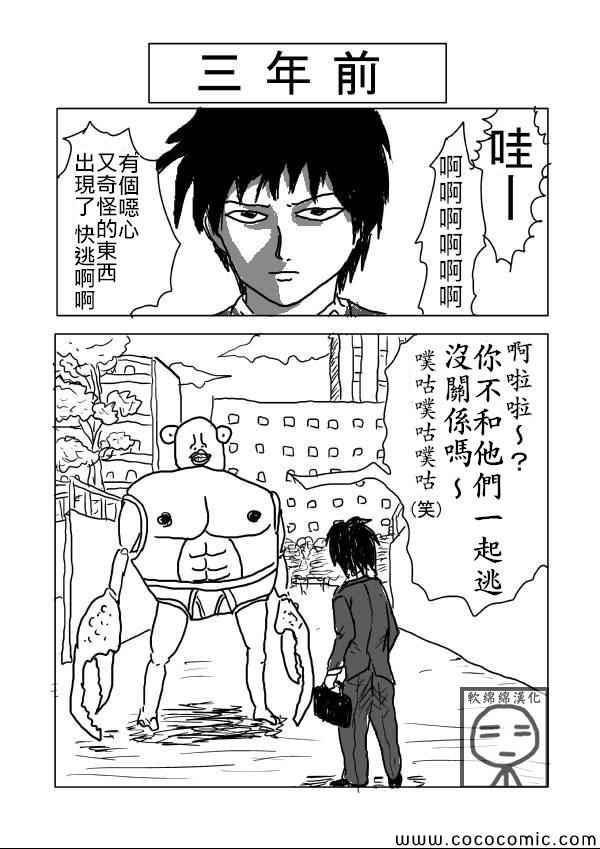 三年前
哇ー
啊啊啊啊啊啊
有個噁心
又奇怪的東西
出現了 快逃啊啊
啊啦啦～？
你不和他們一起逃
沒關係嗎～
噗咕噗咕噗咕
(笑)
軟綿綿漢化
www.cococomic.com